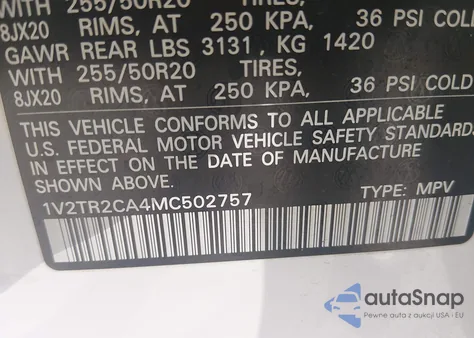 WITH 255/50R20 TIRES,
8JX20 RIMS, AT 250 KPA, 36 PSI COLD
GAWR REAR LBS 3131, KG 1420
WITH 255/50R20 TIRES,
8JX20 RIMS, AT 250 KPA, 36 PSI COLD
THIS VEHICLE CONFORMS TO ALL APPLICABLE
U.S. FEDERAL MOTOR VEHICLE SAFETY STANDARD
IN EFFECT ON THE DATE OF MANUFACTURE
SHOWN ABOVE.
1V2TR2CA4MC502757 TYPE: MPV
autoSnap
Pewne auta z aukcji USA - EU